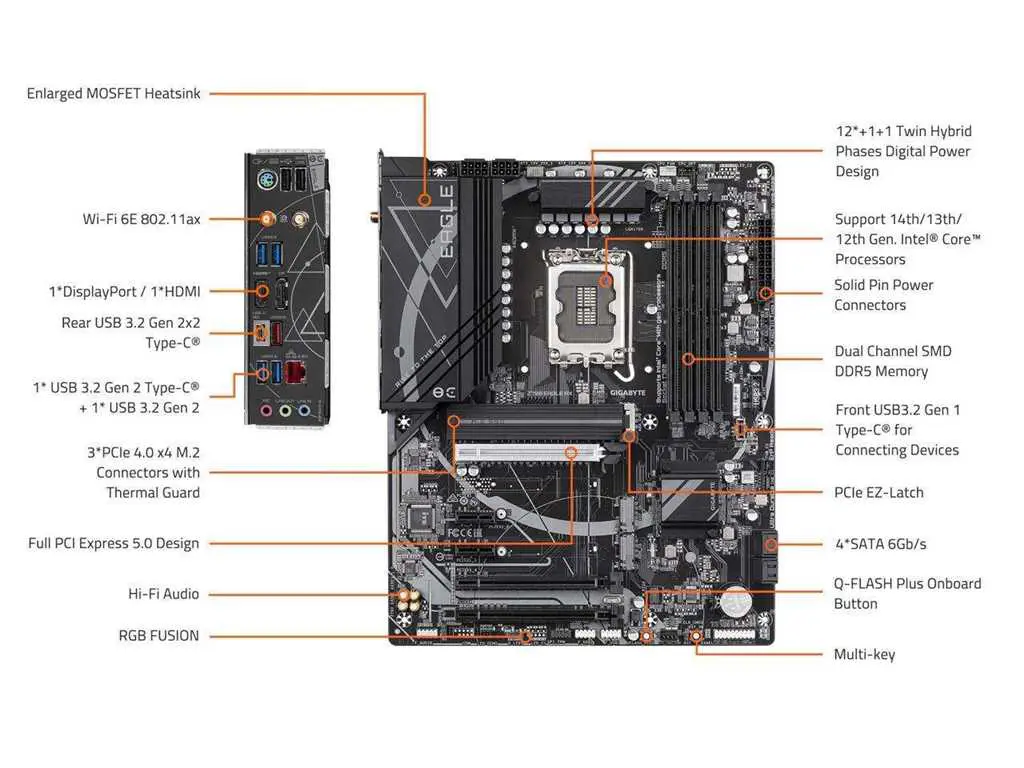 Enlarged MOSFET Heatsink
Wi-Fi 6E 802.11ax
1*DisplayPort / 1*HDMI
Rear USB 3.2 Gen 2x2
Type-C®
1* USB 3.2 Gen 2 Type-C®
+ 1* USB 3.2 Gen 2
3*PCIe 4.0 x4 M.2
Connectors with
Thermal Guard
Full PCI Express 5.0 Design
Hi-Fi Audio
RGB FUSION
EAGLE
GIGABYTE
12*+1+1 Twin Hybrid
Phases Digital Power
Design
Support 14th/13th/
12th Gen. Intel® Core™
Processors
Solid Pin Power
Connectors
Dual Channel SMD
DDR5 Memory
Front USB3.2 Gen 1
Type-C® for
Connecting Devices
PCIe EZ-Latch
4*SATA 6Gb/s
Q-FLASH Plus Onboard
Button
Multi-key